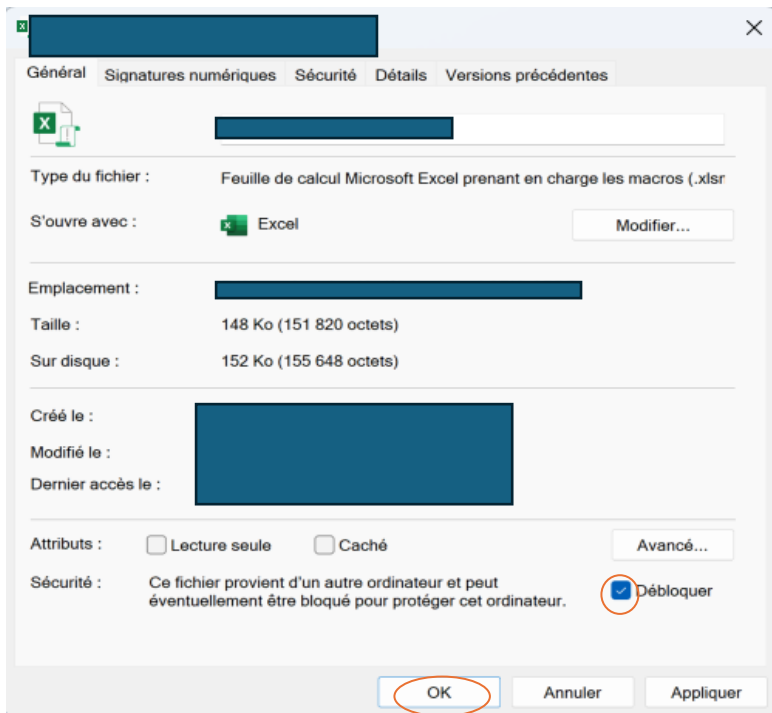 Général Signatures numériques Sécurité Détails Versions précédentes
Type du fichier : Feuille de calcul Microsoft Excel prenant en charge les macros (.xlsr
S'ouvre avec : Excel Modifier...
Emplacement :
Taille : 148 Ko (151 820 octets)
Sur disque : 152 Ko (155 648 octets)
Créé le :
Modifié le :
Dernier accès le :
Attributs : Lecture seule Caché Avancé...
Sécurité : Ce fichier provient d'un autre ordinateur et peut
éventuellement être bloqué pour protéger cet ordinateur. Débloquer
OK Annuler Appliquer